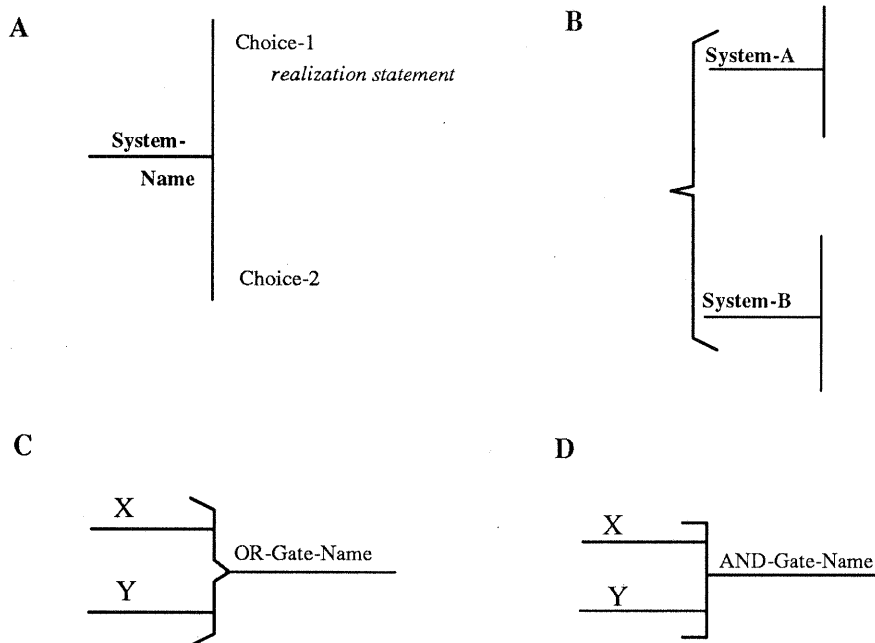 A
Choice-1
realization statement
System-
Name
Choice-2
B
System-A
System-B
C
X
OR-Gate-Name
Y
D
X
AND-Gate-Name
Y